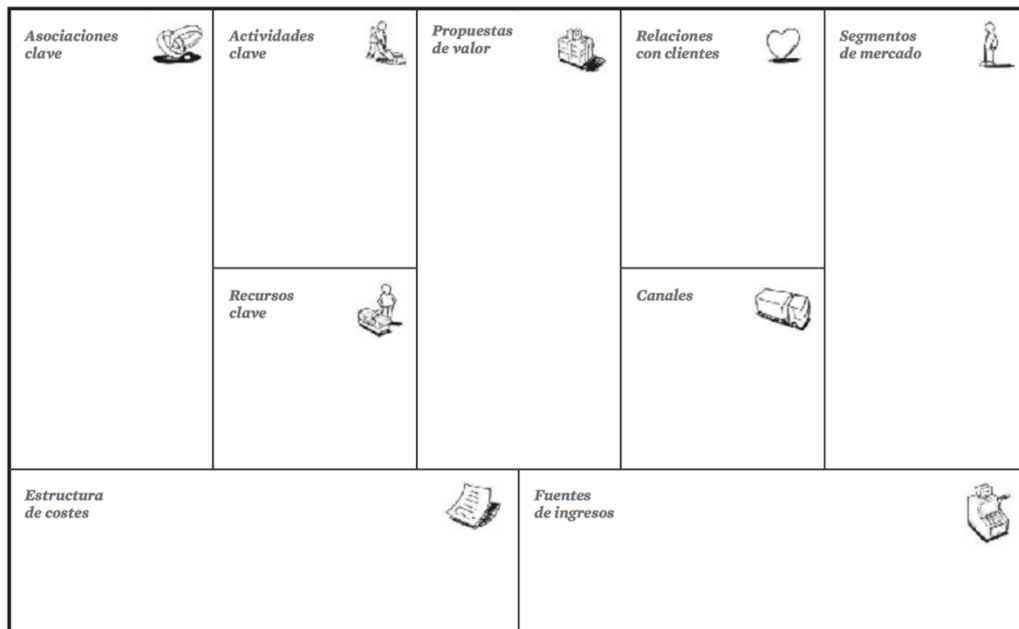 Asociaciones
clave
Actividades
clave
Propuestas
de valor
Relaciones
con clientes
Segmentos
de mercado
Recursos
clave
Canales
Estructura
de costes
Fuentes
de ingresos